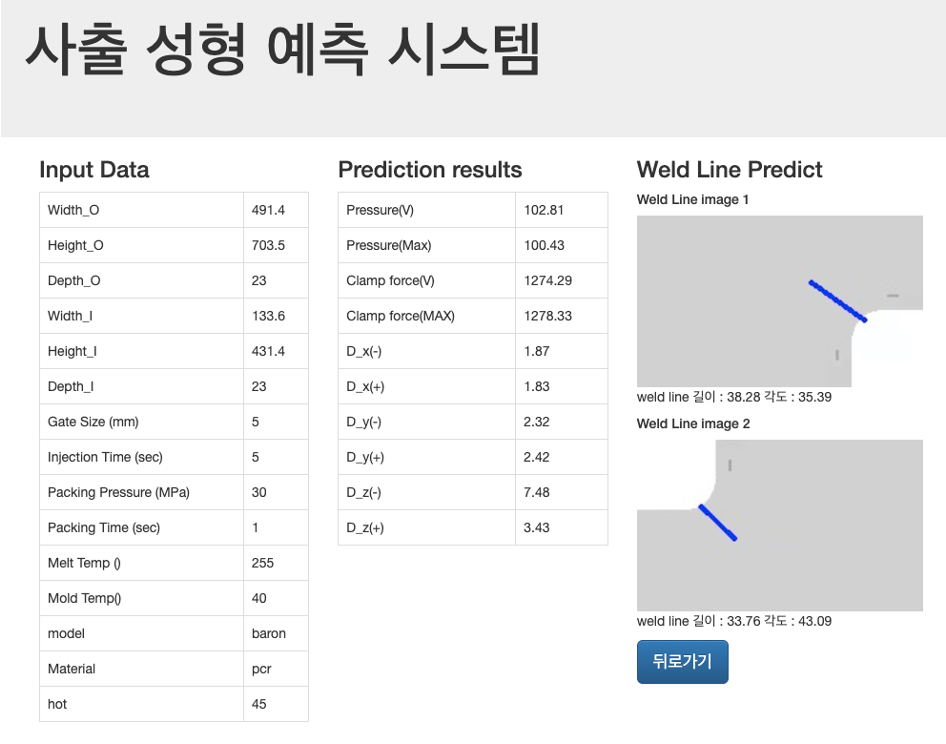 사출 성형 예측 시스템
Input Data
Width_O 491.4
Height_O 703.5
Depth_O 23
Width_I 133.6
Height_I 431.4
Depth_I 23
Gate Size (mm) 5
Injection Time (sec) 5
Packing Pressure (MPa) 30
Packing Time (sec) 1
Melt Temp () 255
Mold Temp() 40
model baron
Material pcr
hot 45
Prediction results
Pressure(V) 102.81
Pressure(Max) 100.43
Clamp force(V) 1274.29
Clamp force(MAX) 1278.33
D_x(-) 1.87
D_x(+) 1.83
D_y(-) 2.32
D_y(+) 2.42
D_z(-) 7.48
D_z(+) 3.43
Weld Line Predict
Weld Line image 1
weld line 길이 : 38.28 각도 : 35.39
Weld Line image 2
weld line 길이 : 33.76 각도 : 43.09
뒤로가기